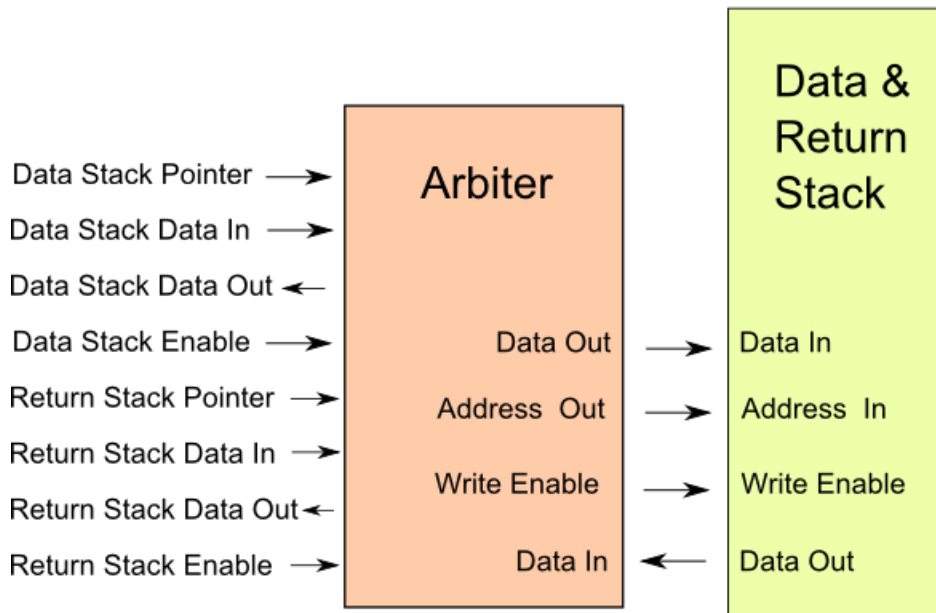 Data Stack Pointer
Data Stack Data In
Data Stack Data Out
Data Stack Enable
Return Stack Pointer
Return Stack Data In
Return Stack Data Out
Return Stack Enable
Arbiter
Data Out
Address Out
Write Enable
Data In
Data &
Return
Stack
Data In
Address In
Write Enable
Data Out